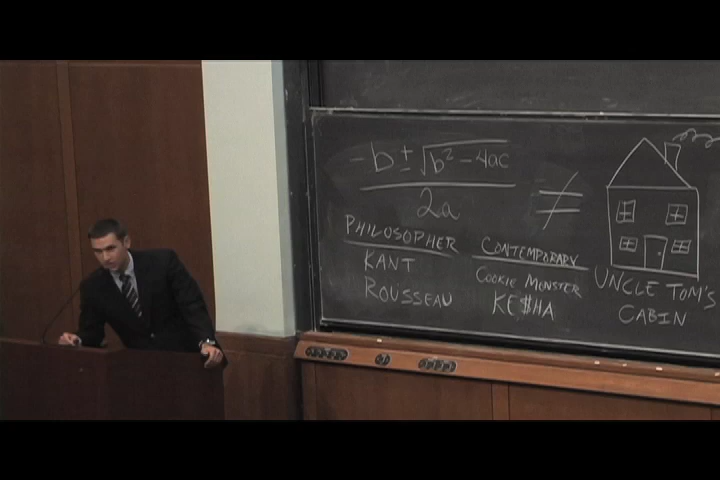 -b ± √b² - 4ac
2a
≠
PHILOSOPHER
KANT
ROUSSEAU
CONTEMPORARY
COOKIE MONSTER
KE$HA
UNCLE TOM'S
CABIN